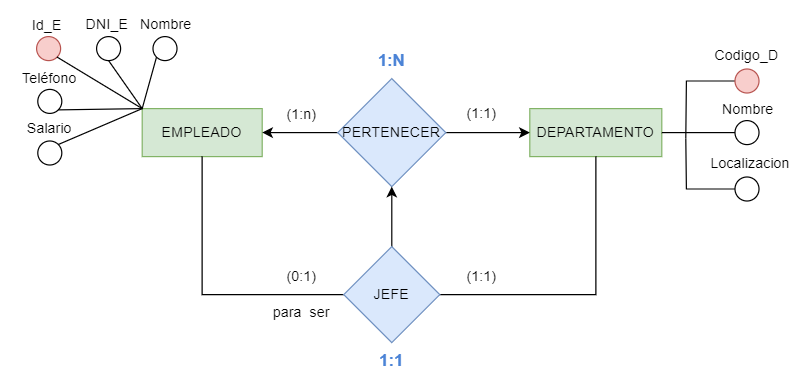 Id_E
DNI_E
Nombre
Teléfono
Salario
1:N
Codigo_D
Nombre
Localizacion
EMPLEADO
(1:n)
PERTENECER
(1:1)
DEPARTAMENTO
(0:1)
para ser
JEFE
(1:1)
1:1